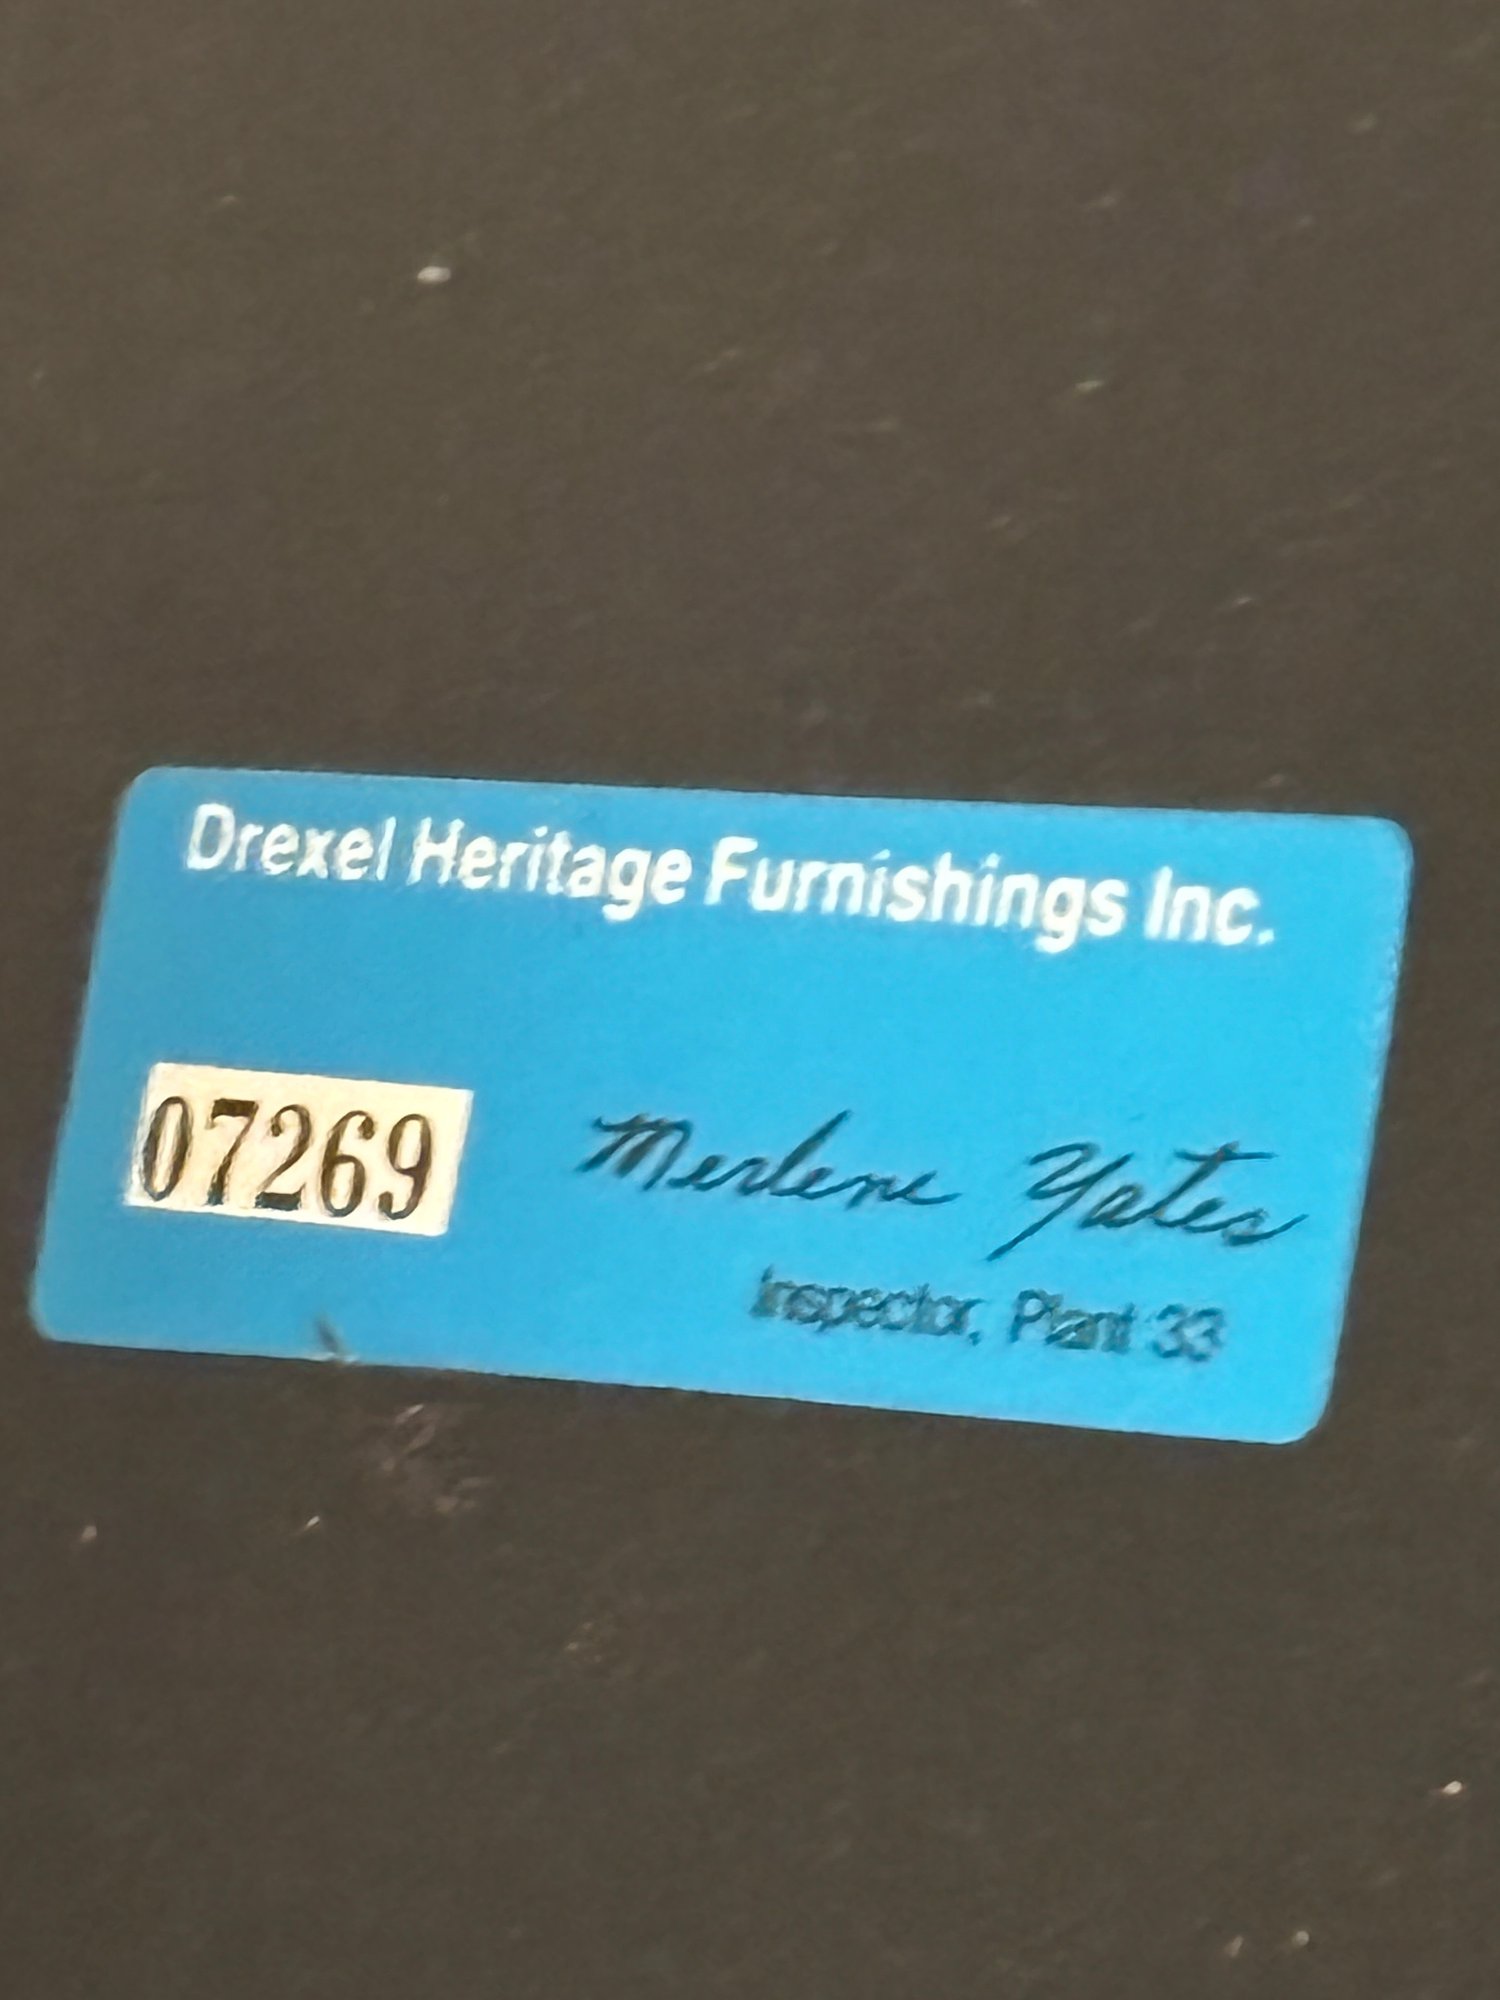 Drexel Heritage Furnishings Inc.
07269
Merlene Yates
Inspector, Plant 33